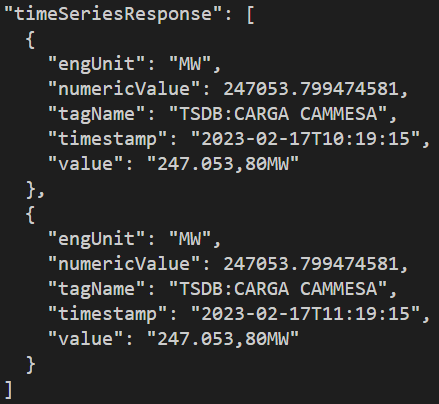 "timeSeriesResponse": [
  {
    "engUnit": "MW",
    "numericValue": 247053.799474581,
    "tagName": "TSDB:CARGA CAMMESA",
    "timestamp": "2023-02-17T10:19:15",
    "value": "247.053,80MW"
  },
  {
    "engUnit": "MW",
    "numericValue": 247053.799474581,
    "tagName": "TSDB:CARGA CAMMESA",
    "timestamp": "2023-02-17T11:19:15",
    "value": "247.053,80MW"
  }
]